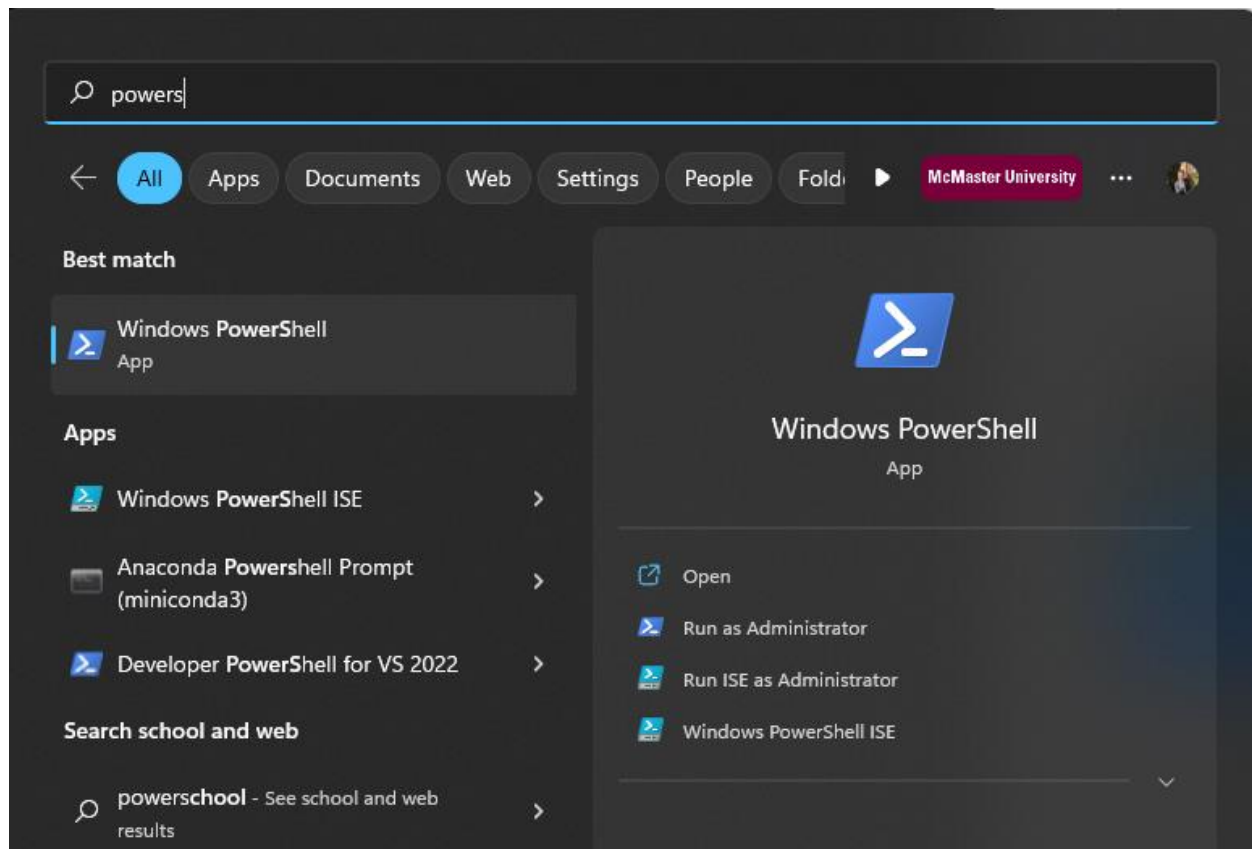 powers
All Apps Documents Web Settings People Folde McMaster University ...
Best match
Windows PowerShell
App
Apps
Windows PowerShell ISE
Anaconda Powershell Prompt
(miniconda3)
Developer PowerShell for VS 2022
Search school and web
powerschool - See school and web
results
Windows PowerShell
App
Open
Run as Administrator
Run ISE as Administrator
Windows PowerShell ISE